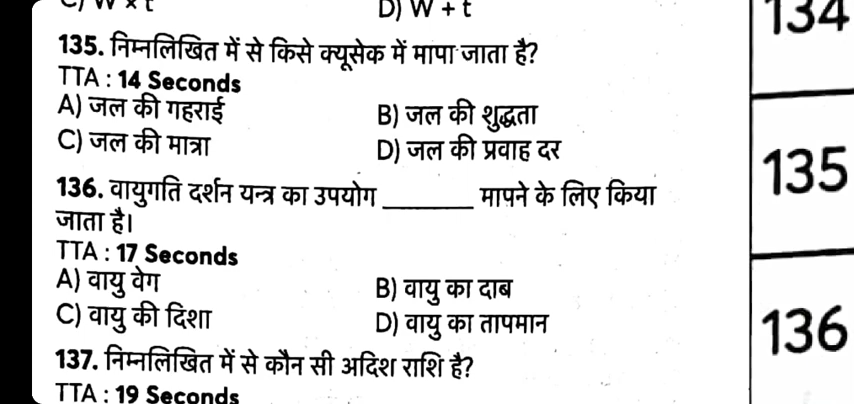 D) W + t
134
135. निम्नलिखित में से किसे क्यूसेक में मापा जाता है?
TTA : 14 Seconds
A) जल की गहराई B) जल की शुद्धता
C) जल की मात्रा D) जल की प्रवाह दर
135
136. वायुगति दर्शन यन्त्र का उपयोग ________ मापने के लिए किया
जाता है।
TTA : 17 Seconds
A) वायु वेग B) वायु का दाब
C) वायु की दिशा D) वायु का तापमान
136
137. निम्नलिखित में से कौन सी अदिश राशि है?
TTA : 19 Seconds